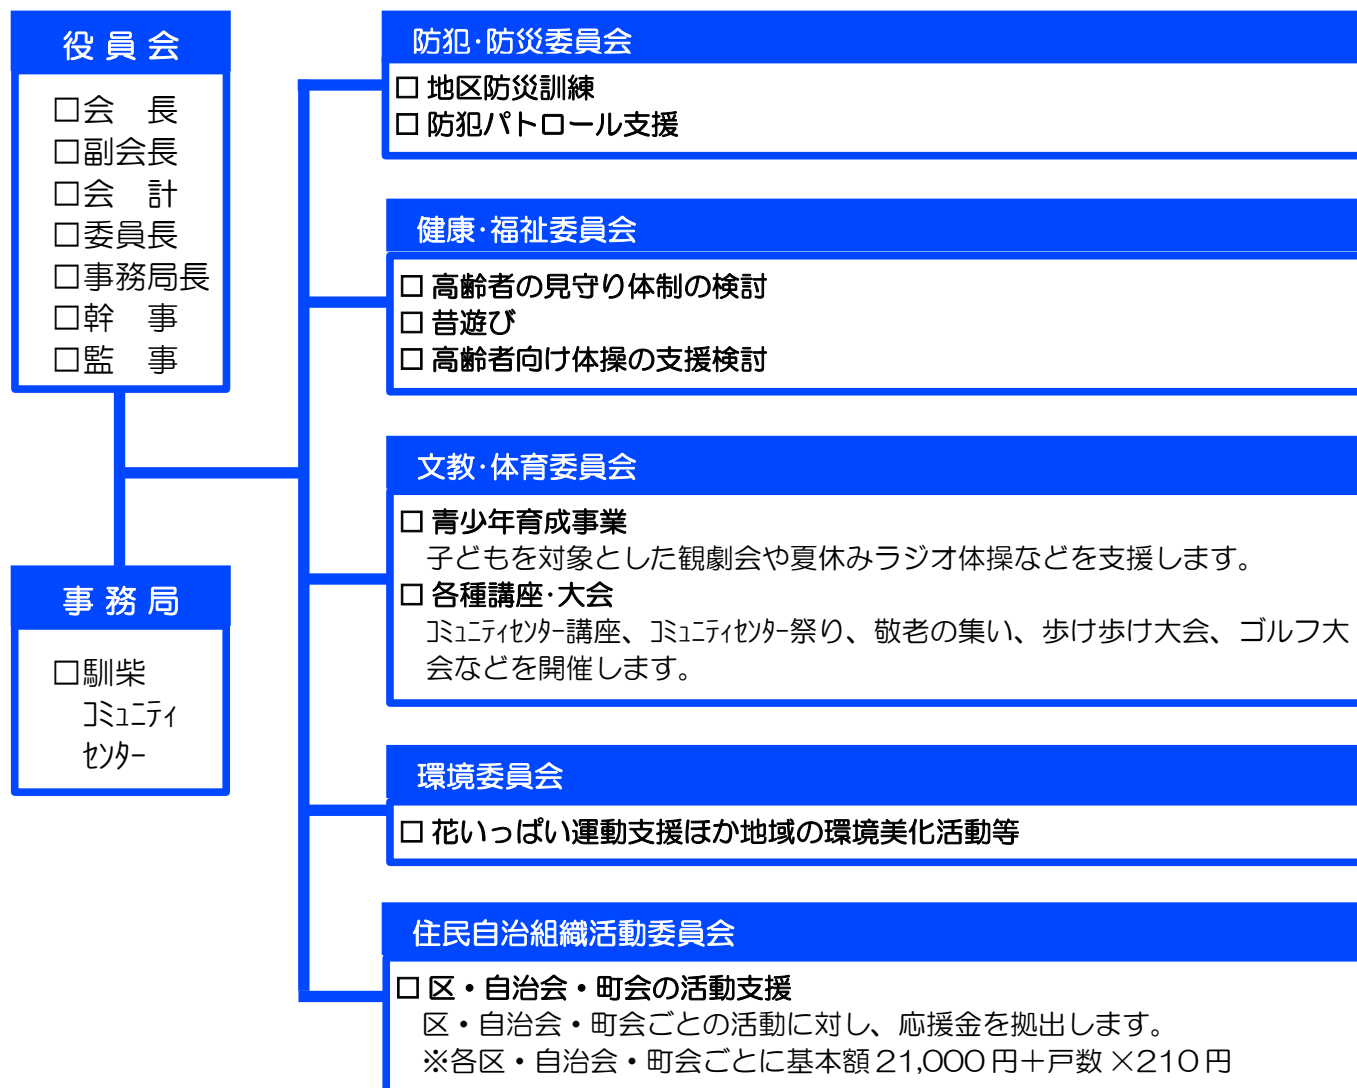 役員会
□会　長
□副会長
□会　計
□委員長
□事務局長
□幹　事
□監　事
事務局
□馴柴
ｺﾐｭﾆﾃｨ
ｾﾝﾀｰ
防犯･防災委員会
□ 地区防災訓練
□ 防犯パトロール支援
健康･福祉委員会
□ 高齢者の見守り体制の検討
□ 昔遊び
□ 高齢者向け体操の支援検討
文教･体育委員会
□ 青少年育成事業
子どもを対象とした観劇会や夏休みラジオ体操などを支援します。
□ 各種講座･大会
ｺﾐｭﾆﾃｨｾﾝﾀｰ講座、ｺﾐｭﾆﾃｨｾﾝﾀｰ祭り、敬老の集い、歩け歩け大会、ゴルフ大
会などを開催します。
環境委員会
□ 花いっぱい運動支援ほか地域の環境美化活動等
住民自治組織活動委員会
□ 区・自治会・町会の活動支援
区・自治会・町会ごとの活動に対し、応援金を拠出します。
※各区・自治会・町会ごとに基本額 21,000 円＋戸数 ×210 円